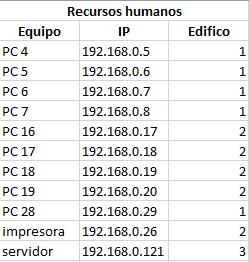 Recursos humanos
Equipo IP Edifico
PC 4 192.168.0.5 1
PC 5 192.168.0.6 1
PC 6 192.168.0.7 1
PC 7 192.168.0.8 1
PC 16 192.168.0.17 2
PC 17 192.168.0.18 2
PC 18 192.168.0.19 2
PC 19 192.168.0.20 2
PC 28 192.168.0.29 1
impresora 192.168.0.26 2
servidor 192.168.0.121 3